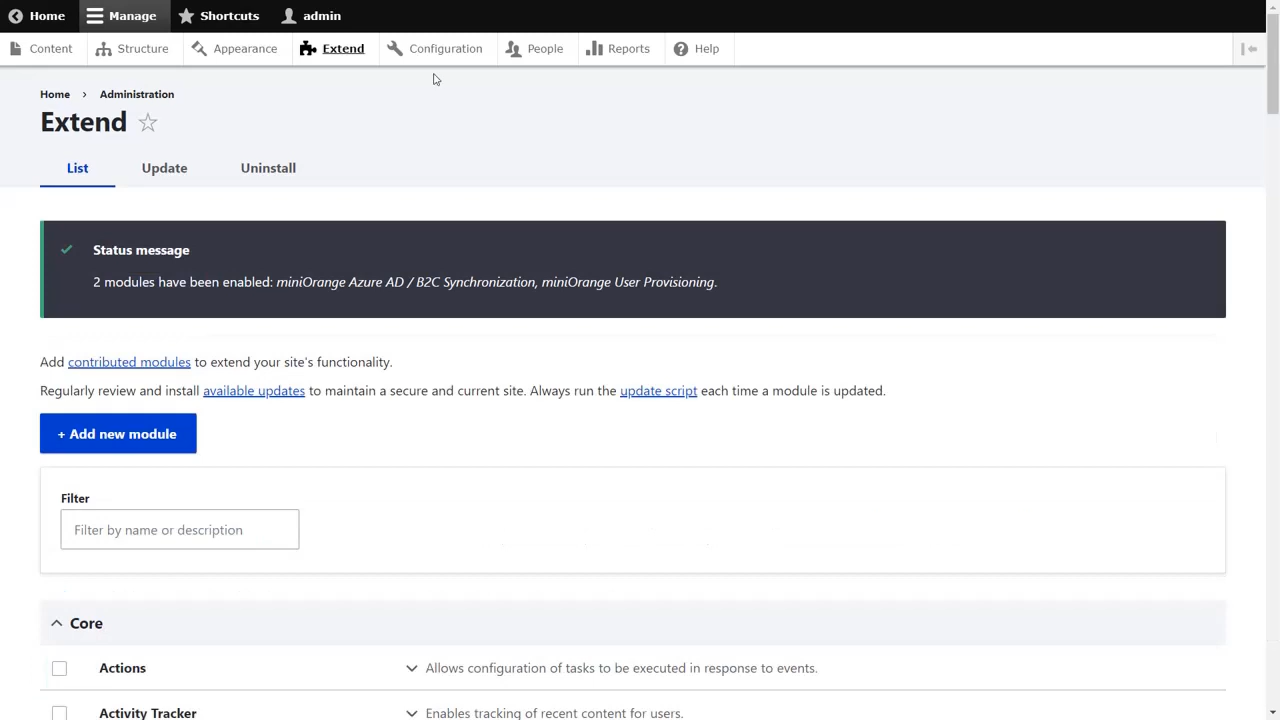 Home Manage Shortcuts admin
Content Structure Appearance Extend Configuration People Reports Help
Home › Administration
Extend
List Update Uninstall
Status message
2 modules have been enabled: miniOrange Azure AD / B2C Synchronization, miniOrange User Provisioning.
Add contributed modules to extend your site's functionality.
Regularly review and install available updates to maintain a secure and current site. Always run the update script each time a module is updated.
+ Add new module
Filter
Filter by name or description
Core
Actions Allows configuration of tasks to be executed in response to events.
Activity Tracker Enables tracking of recent content for users.